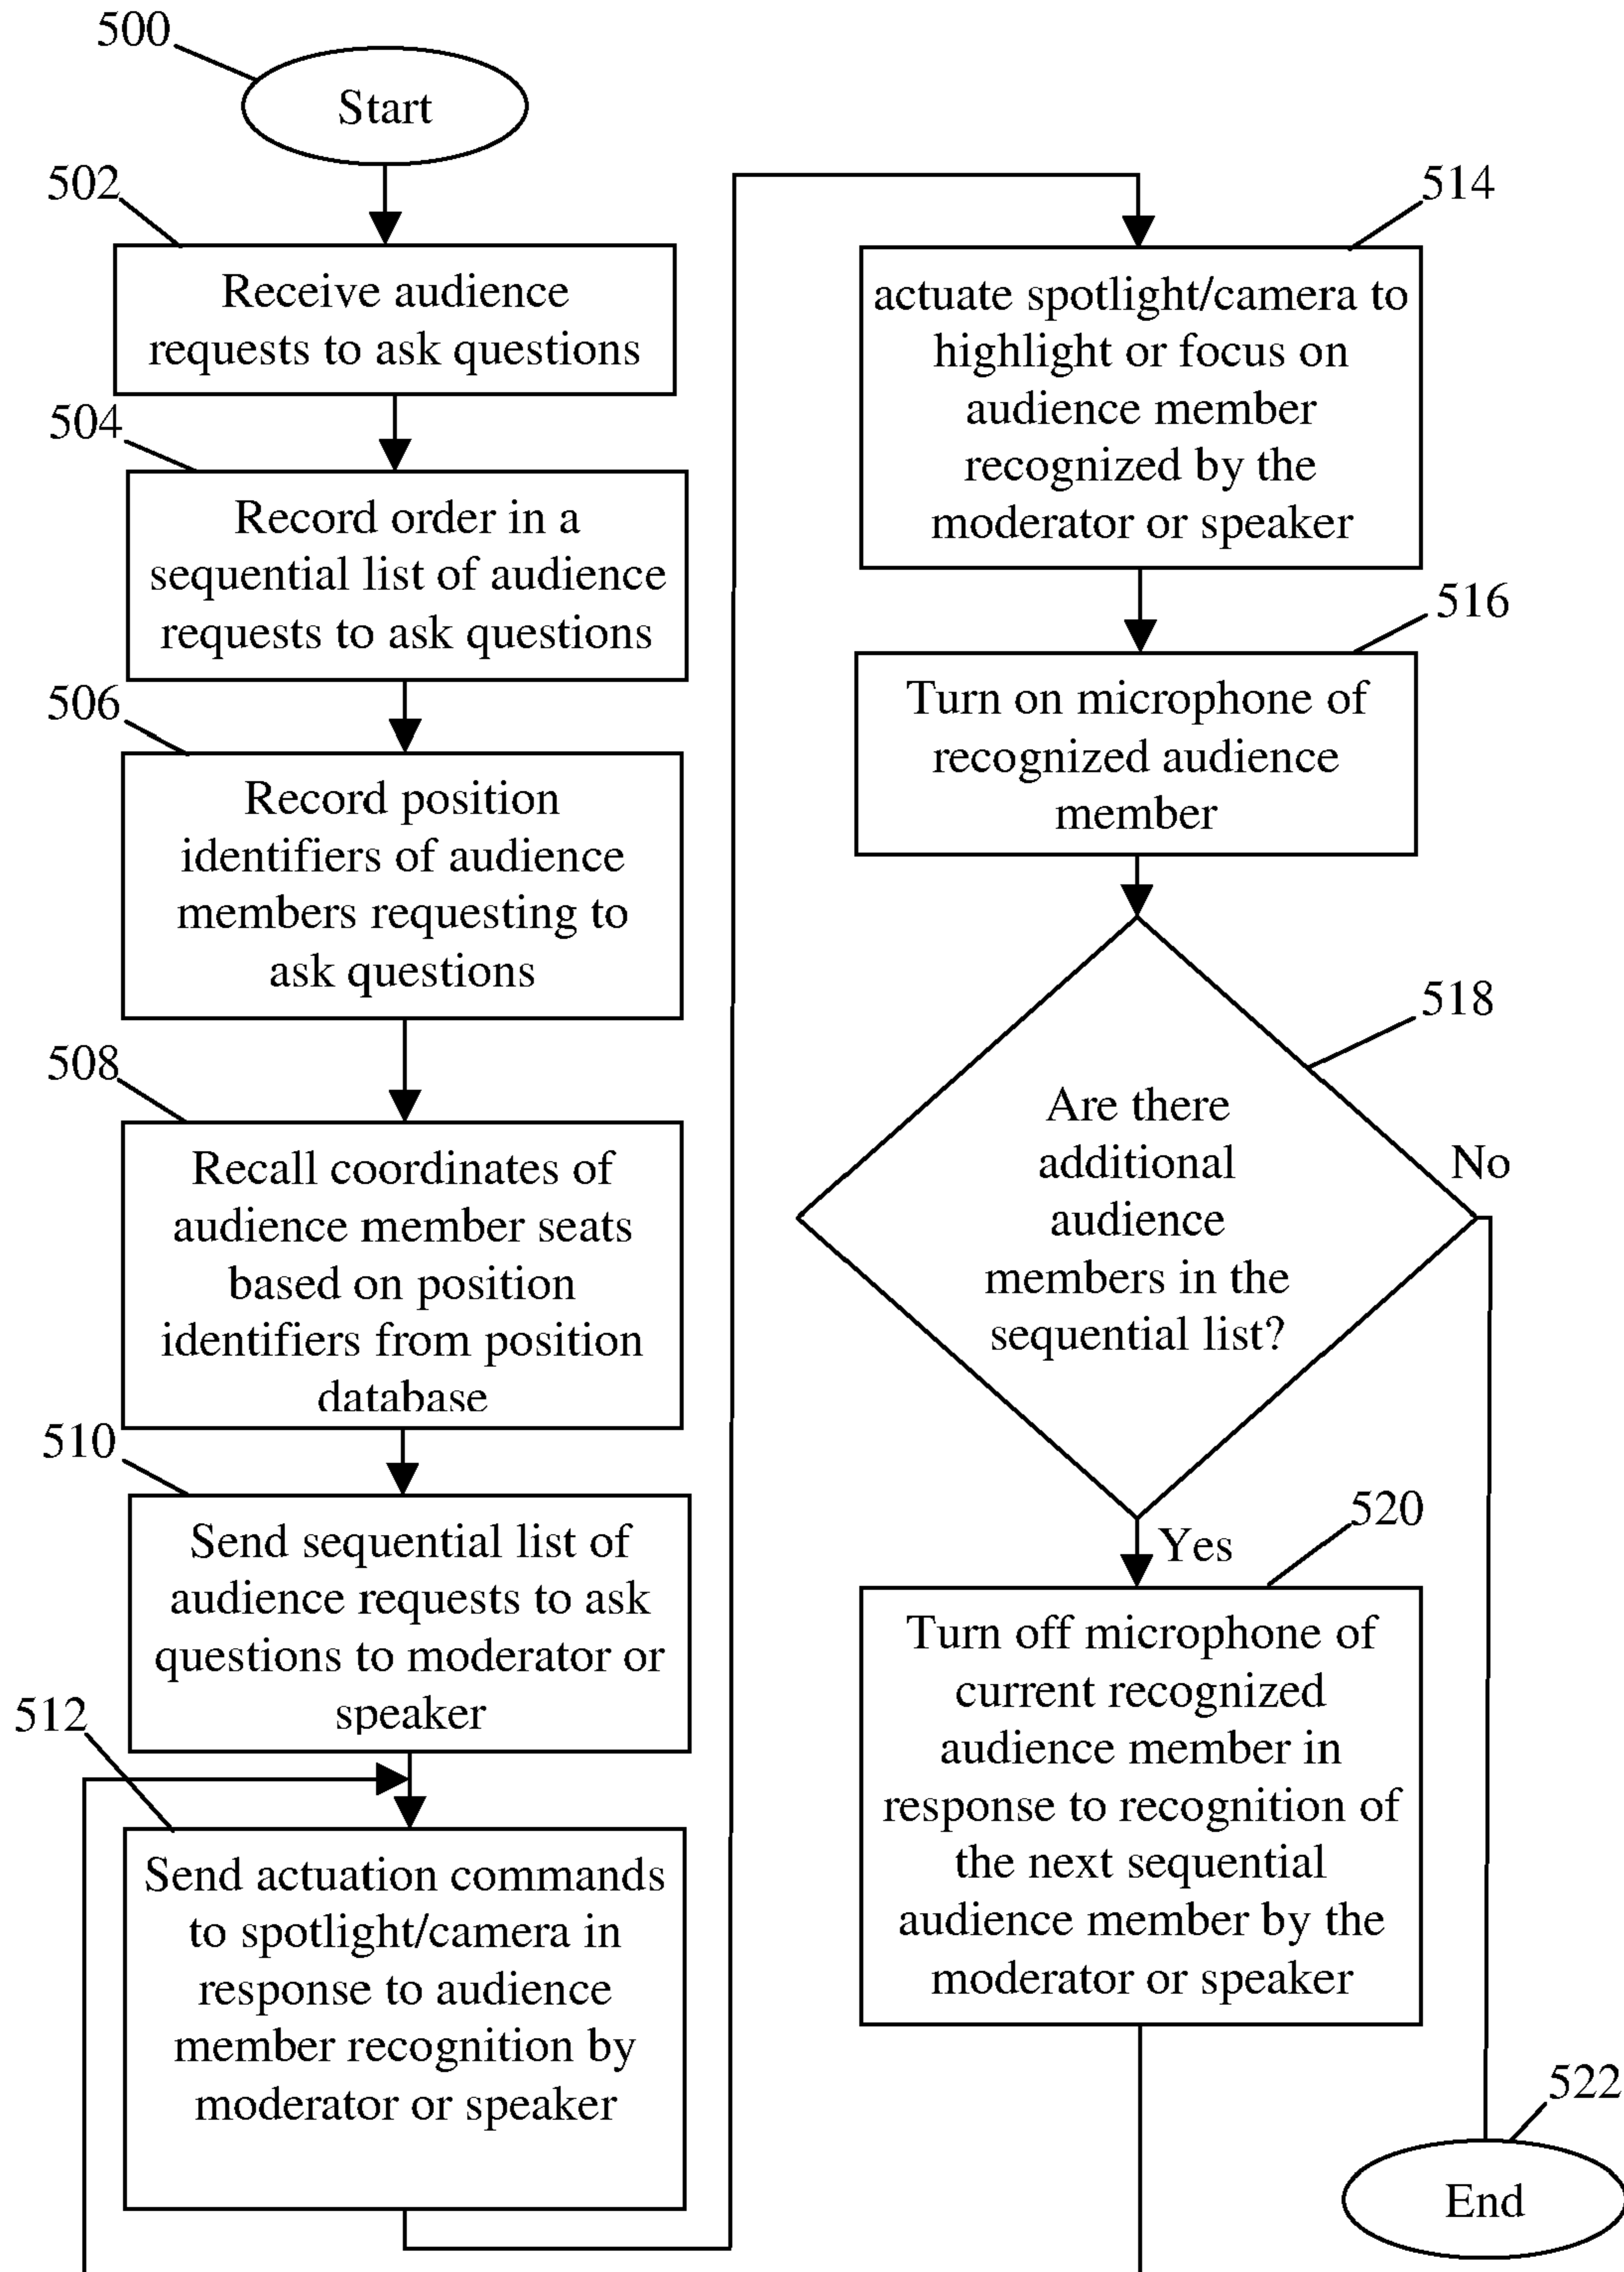 500
Start
502
Receive audience
requests to ask questions
504
Record order in a
sequential list of audience
requests to ask questions
506
Record position
identifiers of audience
members requesting to
ask questions
508
Recall coordinates of
audience member seats
based on position
identifiers from position
database
510
Send sequential list of
audience requests to ask
questions to moderator or
speaker
512
Send actuation commands
to spotlight/camera in
response to audience
member recognition by
moderator or speaker
514
actuate spotlight/camera to
highlight or focus on
audience member
recognized by the
moderator or speaker
516
Turn on microphone of
recognized audience
member
518
Are there
additional
audience
members in the
sequential list?
No
Yes
520
Turn off microphone of
current recognized
audience member in
response to recognition of
the next sequential
audience member by the
moderator or speaker
522
End